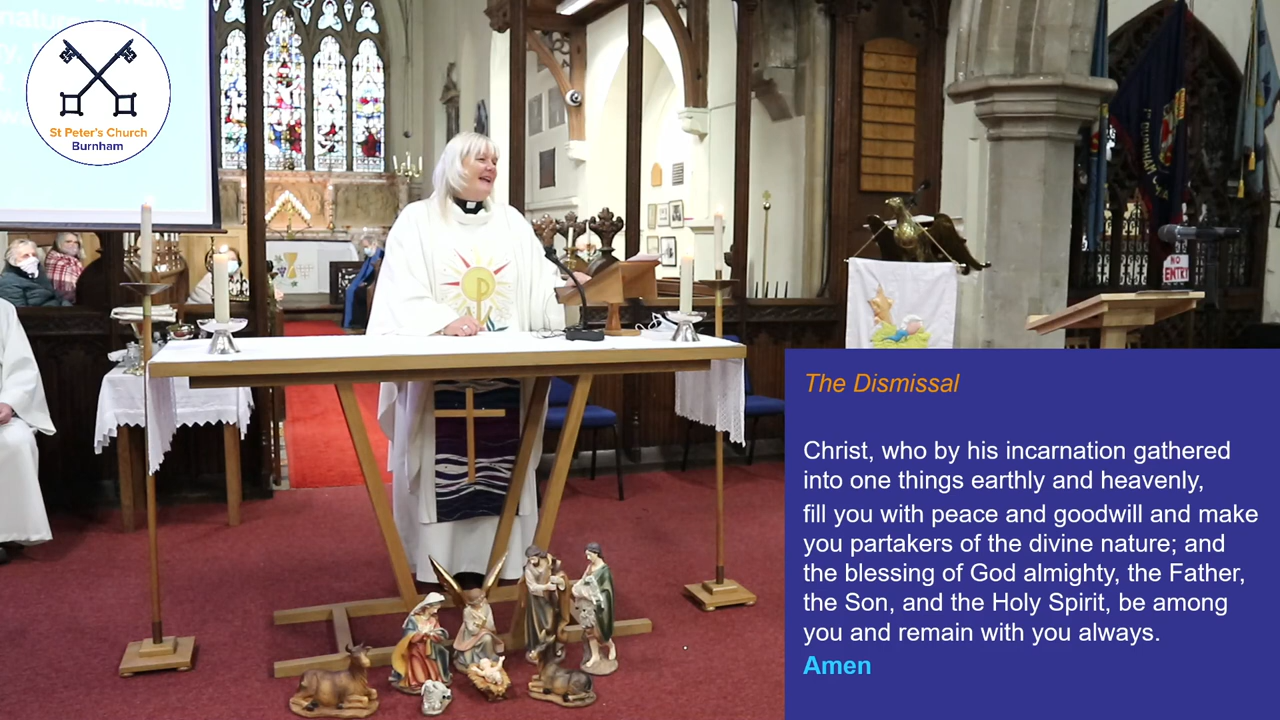 St Peter's Church
Burnham
NO
ENTRY
The Dismissal
Christ, who by his incarnation gathered
into one things earthly and heavenly,
fill you with peace and goodwill and make
you partakers of the divine nature; and
the blessing of God almighty, the Father,
the Son, and the Holy Spirit, be among
you and remain with you always.
Amen